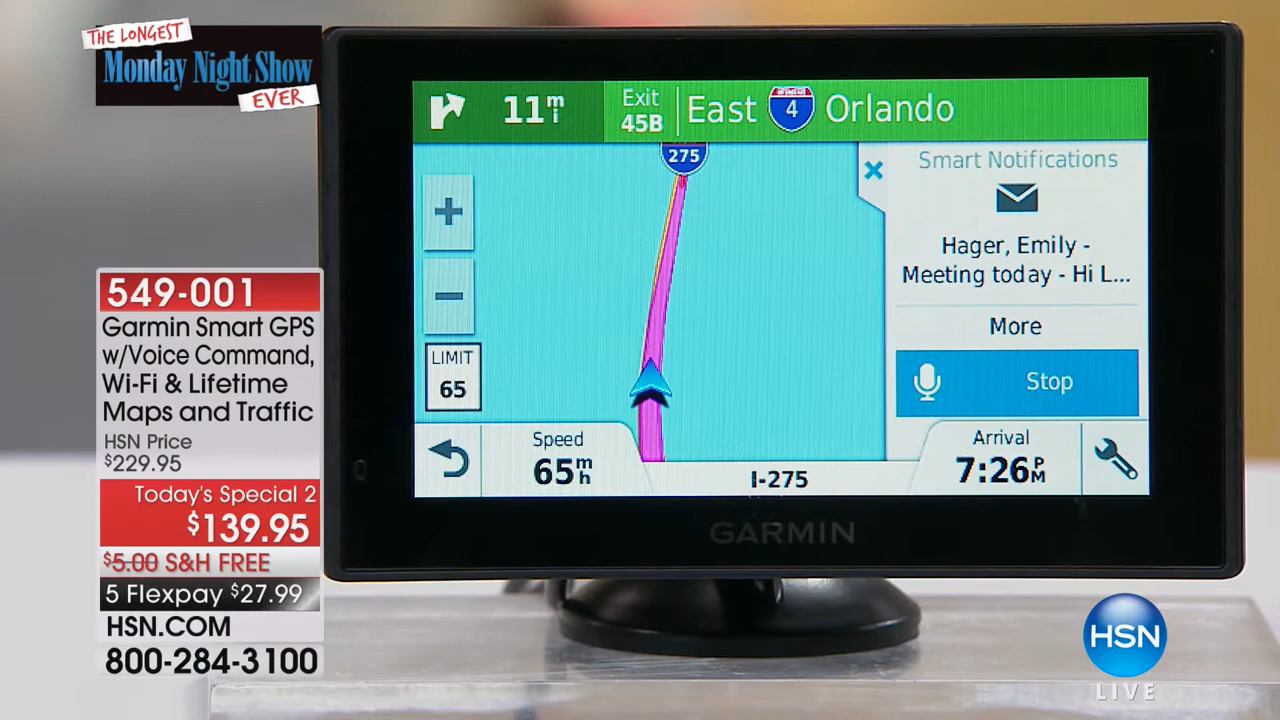 THE LONGEST
Monday Night Show
EVER
549-001
Garmin Smart GPS
w/Voice Command,
Wi-Fi & Lifetime
Maps and Traffic
HSN Price
$229.95
Today's Special 2
$139.95
$5.00 S&H FREE
5 Flexpay $27.99
HSN.COM
800-284-3100
11 mi
Exit
45B
East 4 Orlando
275
Smart Notifications
Hager, Emily -
Meeting today - Hi L...
More
Stop
LIMIT
65
Speed
65 mh
I-275
Arrival
7:26 PM
GARMIN
HSN
LIVE